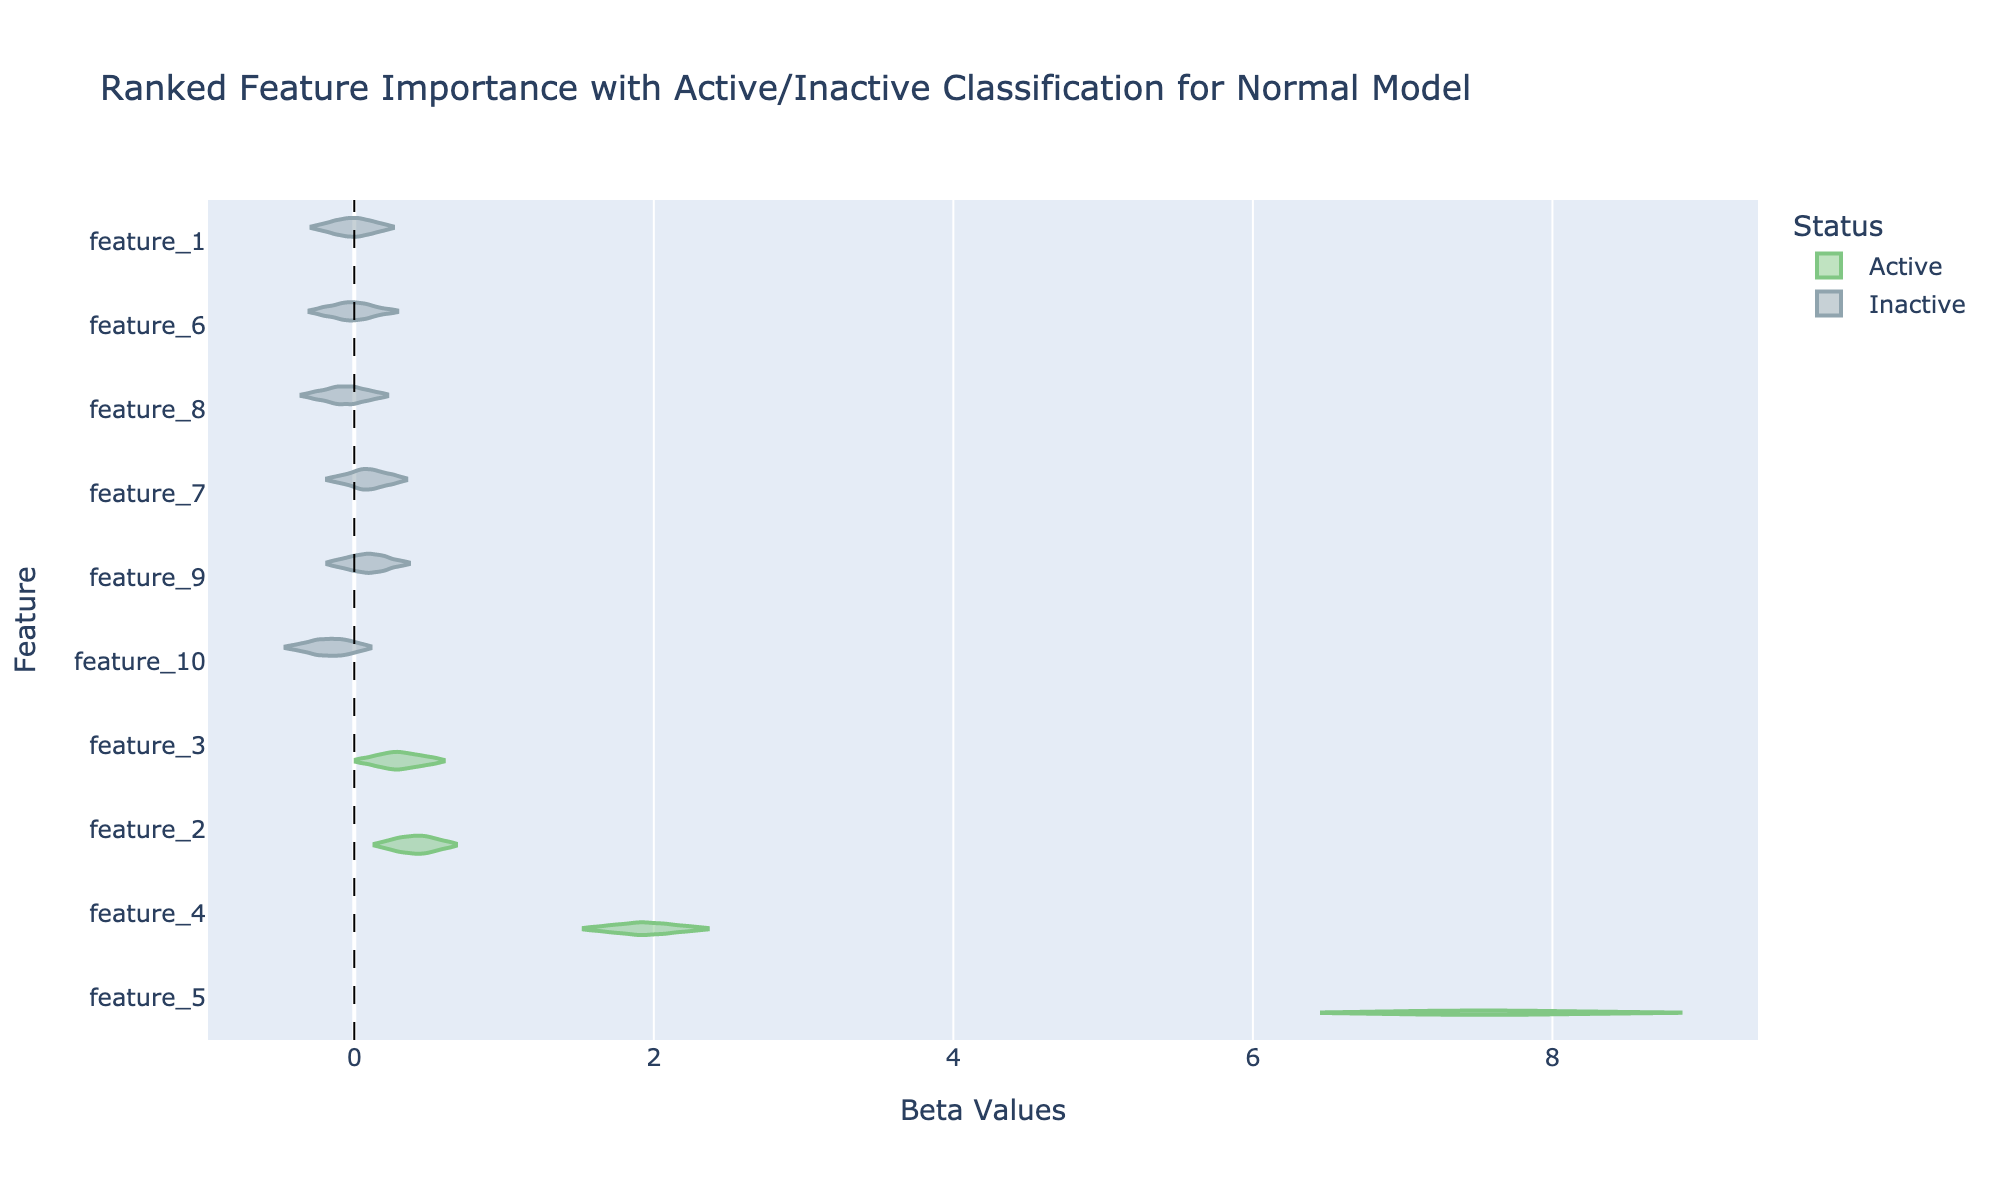 Ranked Feature Importance with Active/Inactive Classification for Normal Model
Status
Active
Inactive
feature_1
feature_6
feature_8
feature_7
feature_9
feature_10
feature_3
feature_2
feature_4
feature_5
Feature
0 2 4 6 8
Beta Values